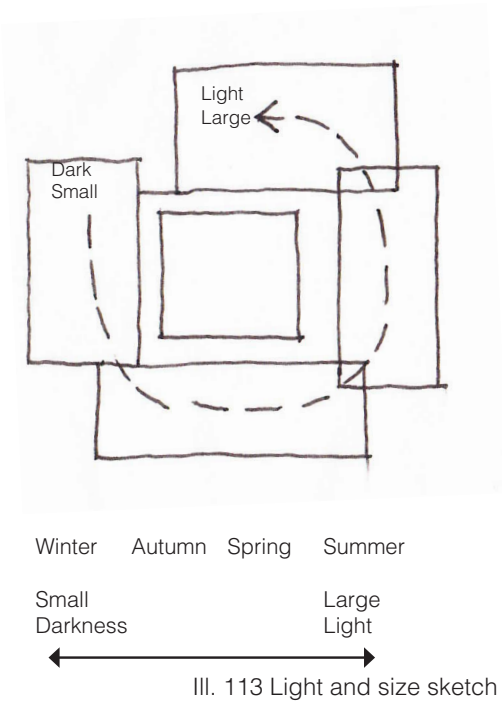 Light
Large
Dark
Small
Winter Autumn Spring Summer
Small Large
Darkness Light
Ill. 113 Light and size sketch